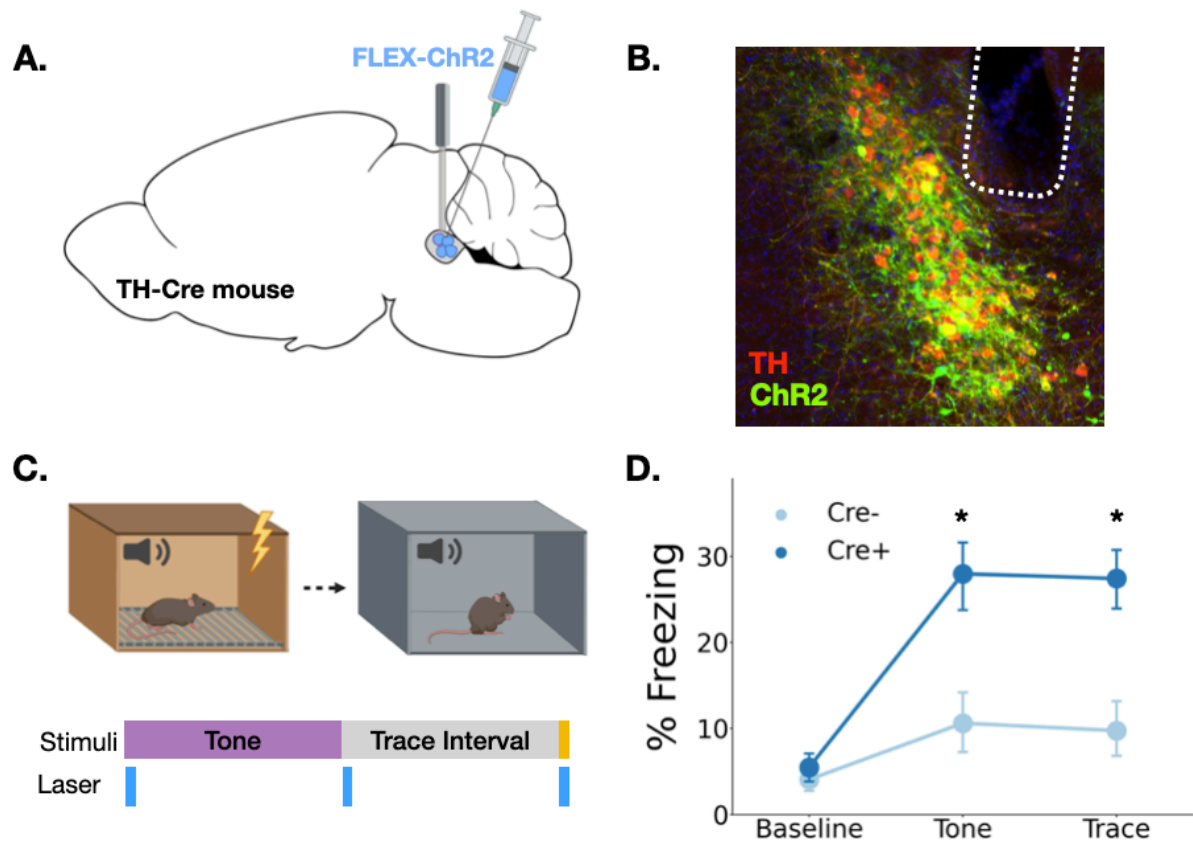 A.
FLEX-ChR2
TH-Cre mouse
B.
TH
ChR2
C.
Stimuli Tone Trace Interval
Laser
D.
Cre-
Cre+
* *
% Freezing
30
20
10
0
Baseline Tone Trace